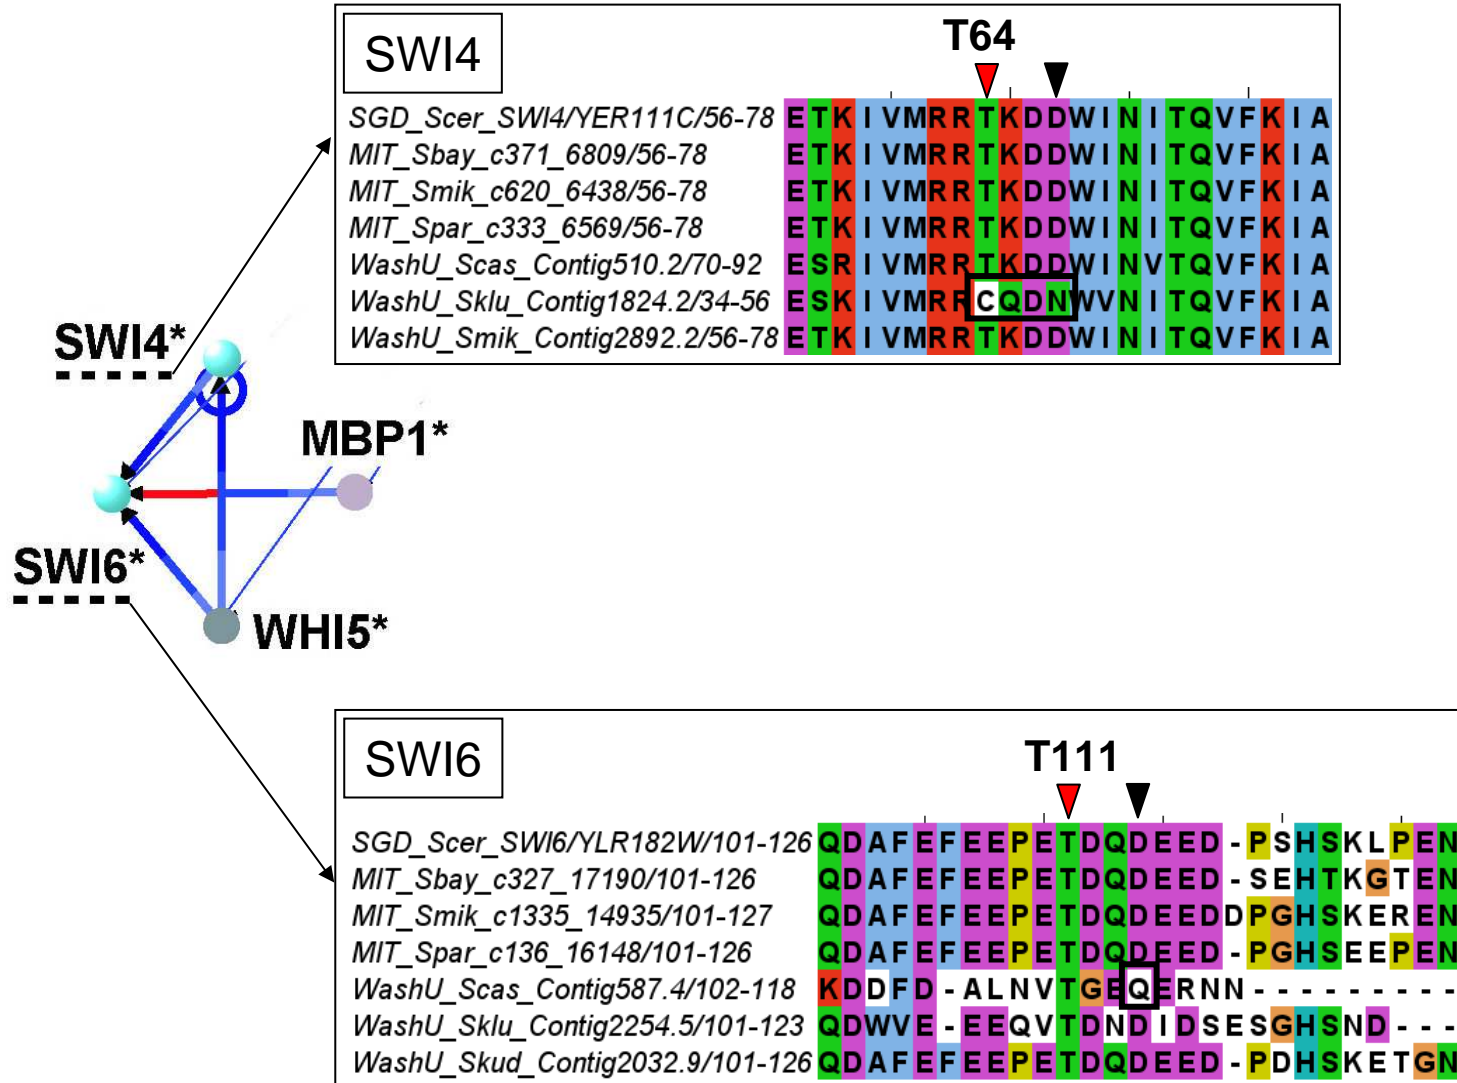 SWI4
T64
SGD_Scer_SWI4/YER111C/56-78 ETKIVMRRTKDDWINITQVFKIA
MIT_Sbay_c371_6809/56-78 ETKIVMRRTKDDWINITQVFKIA
MIT_Smik_c620_6438/56-78 ETKIVMRRTKDDWINITQVFKIA
MIT_Spar_c333_6569/56-78 ETKIVMRRTKDDWINITQVFKIA
WashU_Scas_Contig510.2/70-92 ESRIVMRRTKDDWINVTQVFKIA
WashU_Sklu_Contig1824.2/34-56 ESKIVMRRCQDNWVNITQVFKIA
WashU_Smik_Contig2892.2/56-78 ETKIVMRRTKDDWINITQVFKIA
SWI4*
MBP1*
SWI6*
WHI5*
SWI6
T111
SGD_Scer_SWI6/YLR182W/101-126 QDAFEFEEPETDQDEED-PSHSKLPEN
MIT_Sbay_c327_17190/101-126 QDAFEFEEPETDQDEED-SEHTKGTEN
MIT_Smik_c1335_14935/101-127 QDAFEFEEPETDQDEEDDPGHSKEREN
MIT_Spar_c136_16148/101-126 QDAFEFEEPETDQDEED-PGHSEEPEN
WashU_Scas_Contig587.4/102-118 KDDFD-ALNVTGEQERNN---------
WashU_Sklu_Contig2254.5/101-123 QDWVE-EEQVTDNDIDSESGHSND---
WashU_Skud_Contig2032.9/101-126 QDAFEFEEPETDQDEED-PDHSKETGN